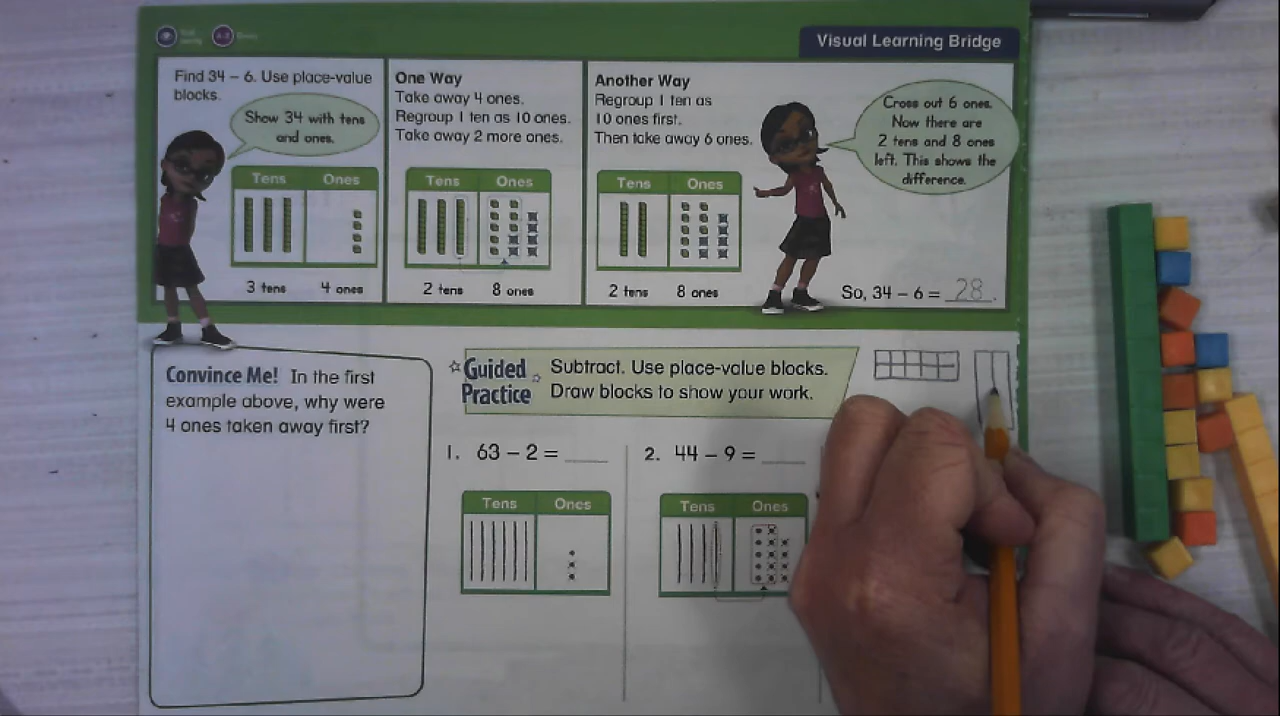 Visual Learning Bridge
Find 34 – 6. Use place-value
blocks.
Show 34 with tens
and ones.
Tens Ones
3 tens 4 ones
One Way
Take away 4 ones.
Regroup 1 ten as 10 ones.
Take away 2 more ones.
Tens Ones
2 tens 8 ones
Another Way
Regroup 1 ten as
10 ones first.
Then take away 6 ones.
Tens Ones
2 tens 8 ones
Cross out 6 ones.
Now there are
2 tens and 8 ones
left. This shows the
difference.
So, 34 – 6 = 28.
Convince Me! In the first
example above, why were
4 ones taken away first?
Guided
Practice
Subtract. Use place-value blocks.
Draw blocks to show your work.
1. 63 – 2 = ____
Tens Ones
2. 44 – 9 = ____
Tens Ones